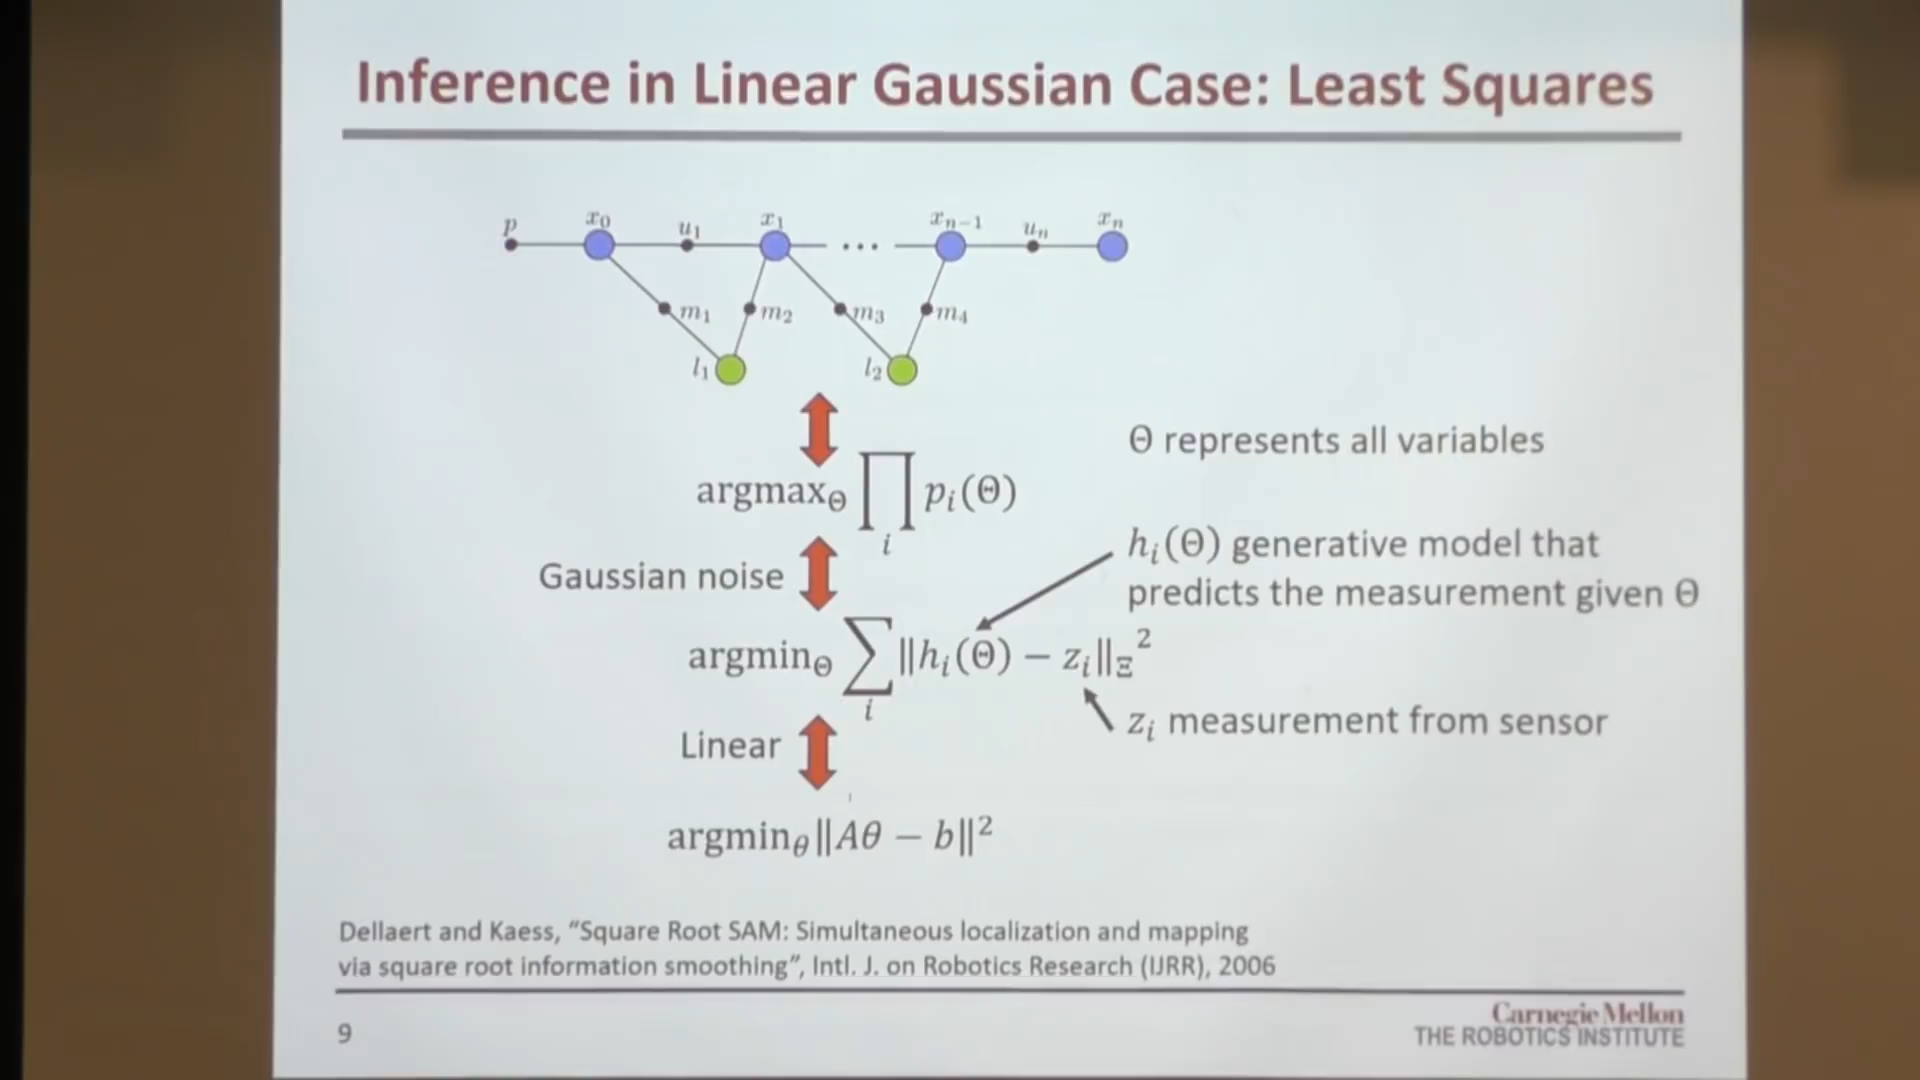 Inference in Linear Gaussian Case: Least Squares
p x₀ u₁ x₁ ... xₙ₋₁ uₙ xₙ
m₁ m₂ m₃ m₄
l₁ l₂
Θ represents all variables
argmax_Θ ∏_i pᵢ(Θ)
hᵢ(Θ) generative model that
predicts the measurement given Θ
Gaussian noise
argmin_Θ ∑_i ||hᵢ(Θ) − zᵢ||_Ξ²
zᵢ measurement from sensor
Linear
argmin_θ ||Aθ − b||²
Dellaert and Kaess, “Square Root SAM: Simultaneous localization and mapping
via square root information smoothing”, Intl. J. on Robotics Research (IJRR), 2006
9
Carnegie Mellon
THE ROBOTICS INSTITUTE